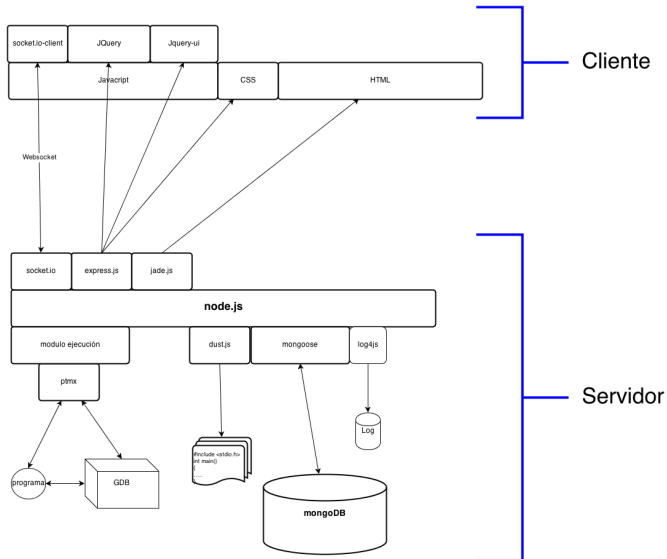 socket.io-client
JQuery
Jquery-ui
Javacript
CSS
HTML
Cliente
Websocket
socket.io
express.js
jade.js
node.js
modulo ejecución
dust.js
mongoose
log4js
ptmx
Servidor
Log
#include <stdio.h>
int main()
{
.....
programa
GDB
mongoDB